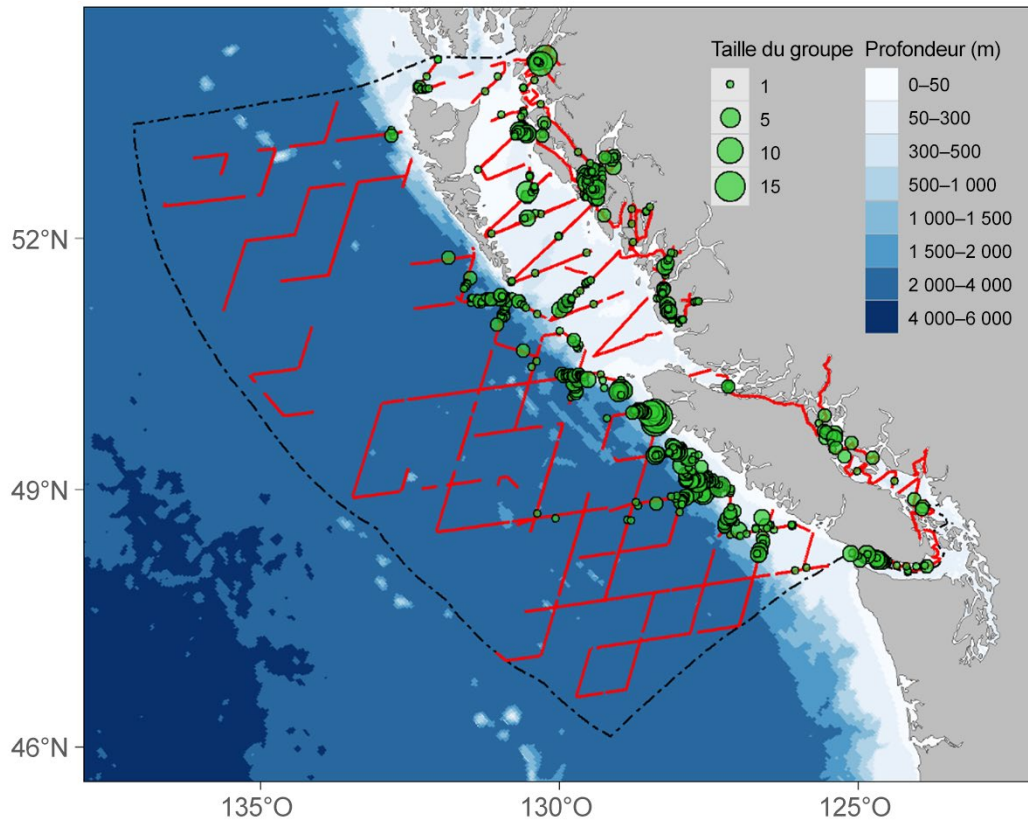 Taille du groupe
1
5
10
15
Profondeur (m)
0–50
50–300
300–500
500–1 000
1 000–1 500
1 500–2 000
2 000–4 000
4 000–6 000
52°N
49°N
46°N
135°O
130°O
125°O